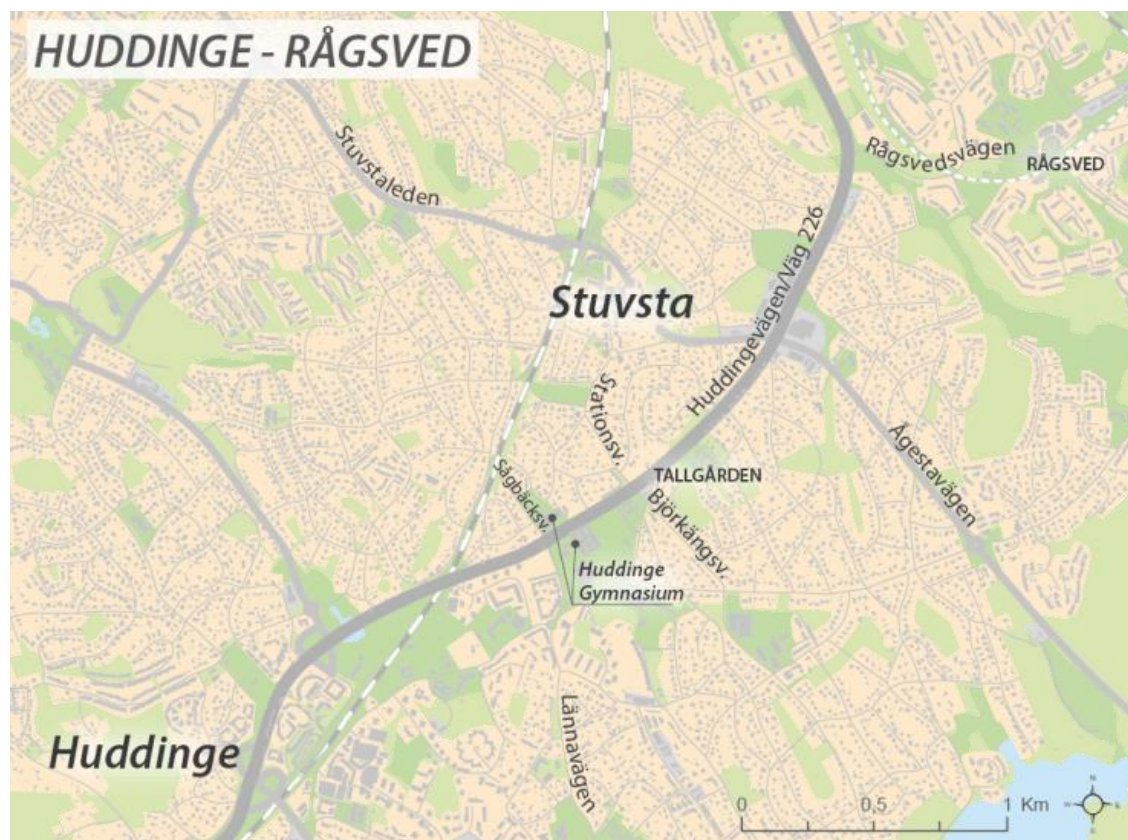 HUDDINGE - RÅGSVED
Stuvstaleden
Rågsvedsvägen
RÅGSVED
Huddingevägen/Väg 226
Stuvsta
Stationsv.
Ågestavägen
Sågbäcksv.
TALLGÅRDEN
Björkängsv.
Huddinge
Gymnasium
Lännavägen
Huddinge
0
0,5
1 Km
N
W
E
S